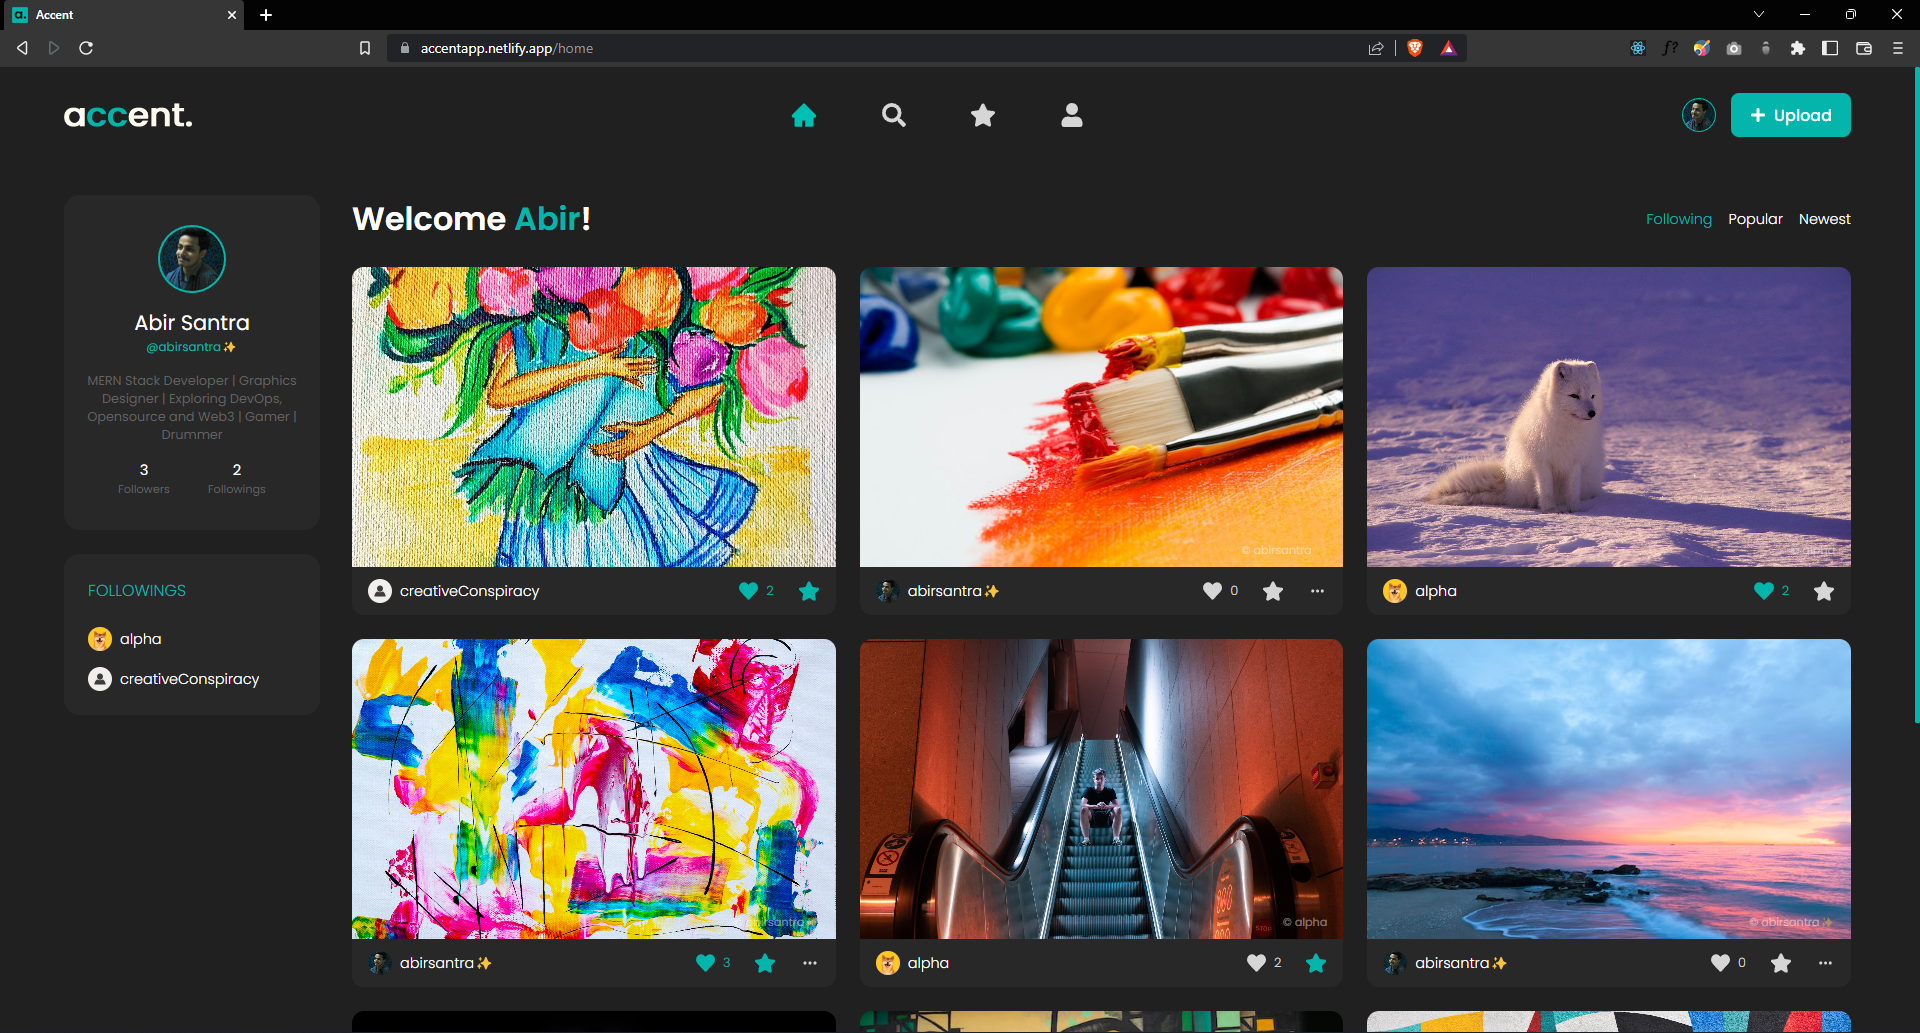 Accent
accentapp.netlify.app/home
accent.
Upload
Welcome Abir!
Following Popular Newest
Abir Santra
@abirsantra✨
MERN Stack Developer | Graphics
Designer | Exploring DevOps,
Opensource and Web3 | Gamer |
Drummer
3 2
Followers Followings
FOLLOWINGS
alpha
creativeConspiracy
© abirsantra
© alpha
creativeConspiracy 2
abirsantra✨ 0
alpha 2
© alpha
© abirsantra✨
abirsantra✨ 3
alpha 2
abirsantra✨ 0